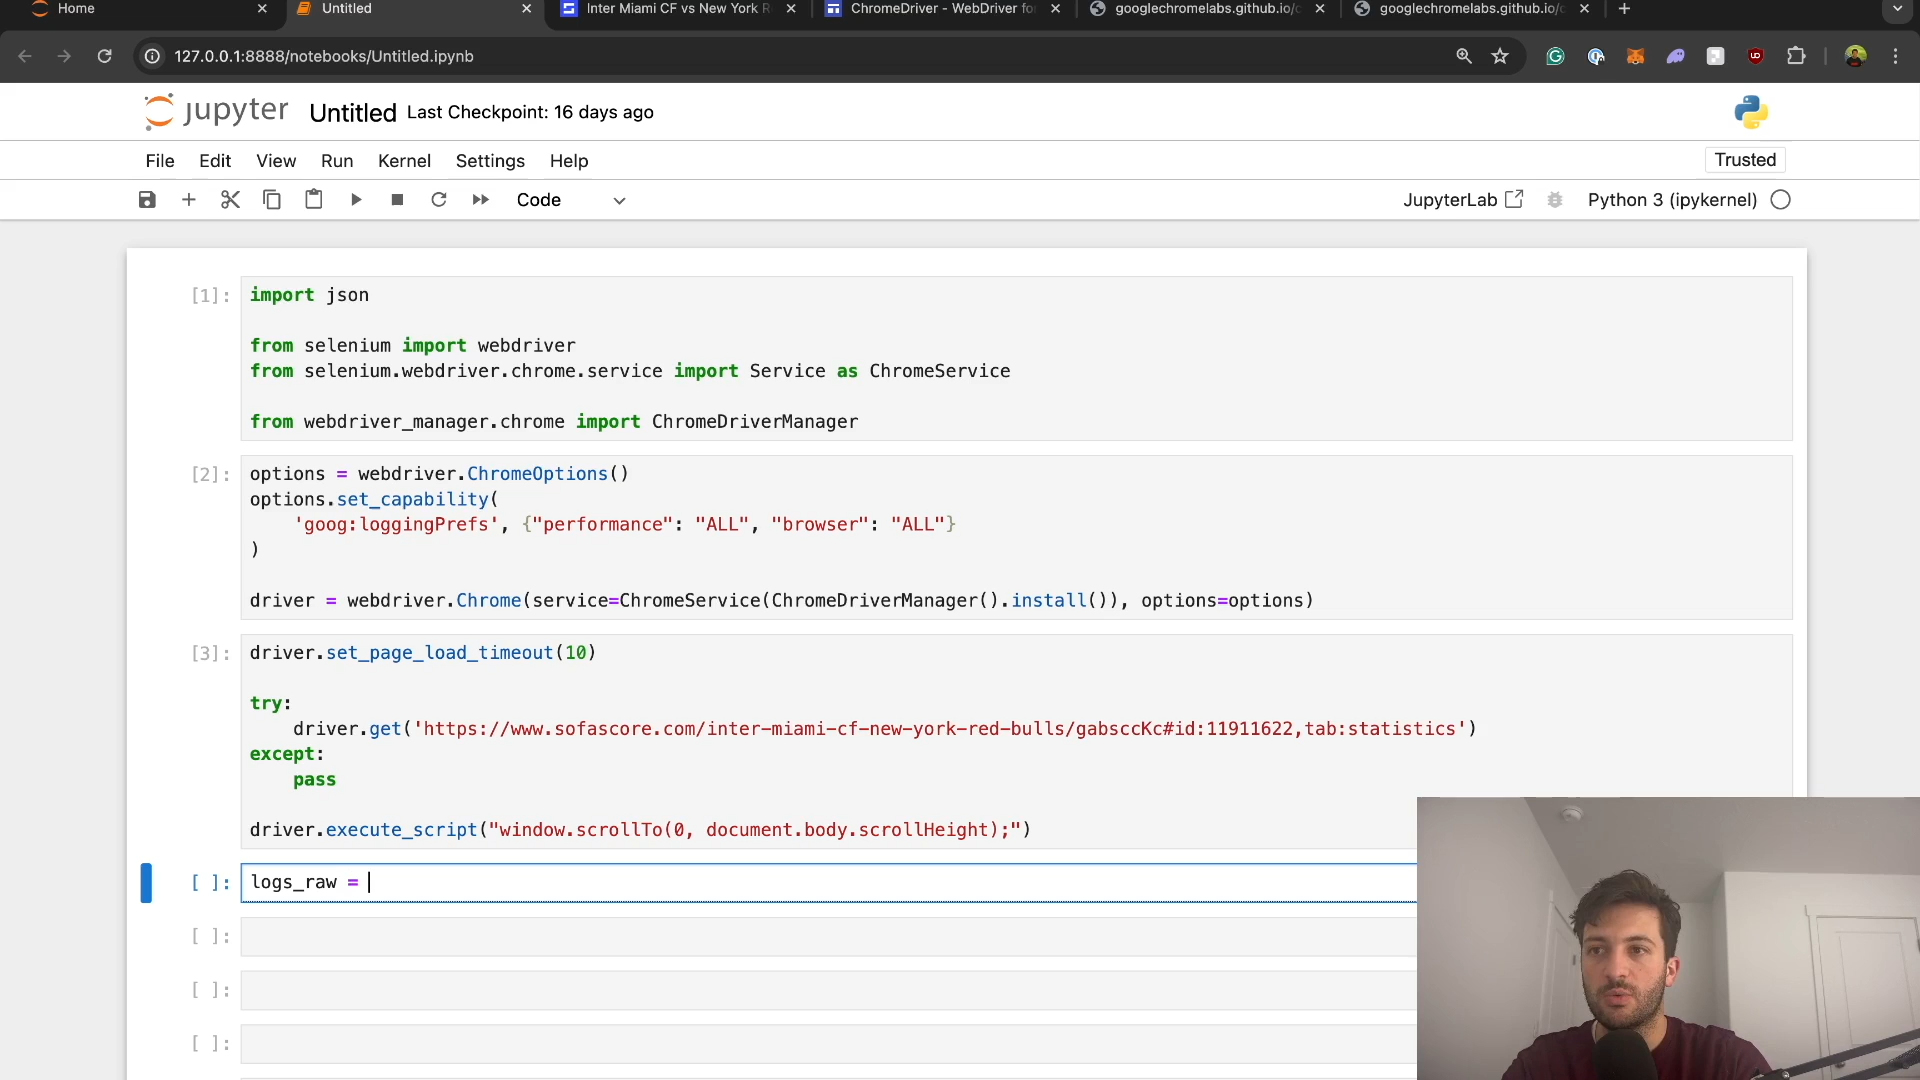 Home
Untitled
Inter Miami CF vs New York R
ChromeDriver - WebDriver fo
googlechromelabs.github.io/c
googlechromelabs.github.io/c
127.0.0.1:8888/notebooks/Untitled.ipynb
jupyter Untitled Last Checkpoint: 16 days ago
File Edit View Run Kernel Settings Help
Trusted
Code
JupyterLab
Python 3 (ipykernel)
[1]:
import json
from selenium import webdriver
from selenium.webdriver.chrome.service import Service as ChromeService
from webdriver_manager.chrome import ChromeDriverManager
[2]:
options = webdriver.ChromeOptions()
options.set_capability(
'goog:loggingPrefs', {"performance": "ALL", "browser": "ALL"}
)
driver = webdriver.Chrome(service=ChromeService(ChromeDriverManager().install()), options=options)
[3]:
driver.set_page_load_timeout(10)
try:
driver.get('https://www.sofascore.com/inter-miami-cf-new-york-red-bulls/gabsccKc#id:11911622,tab:statistics')
except:
pass
driver.execute_script("window.scrollTo(0, document.body.scrollHeight);")
[ ]:
logs_raw =
[ ]:
[ ]:
[ ]: